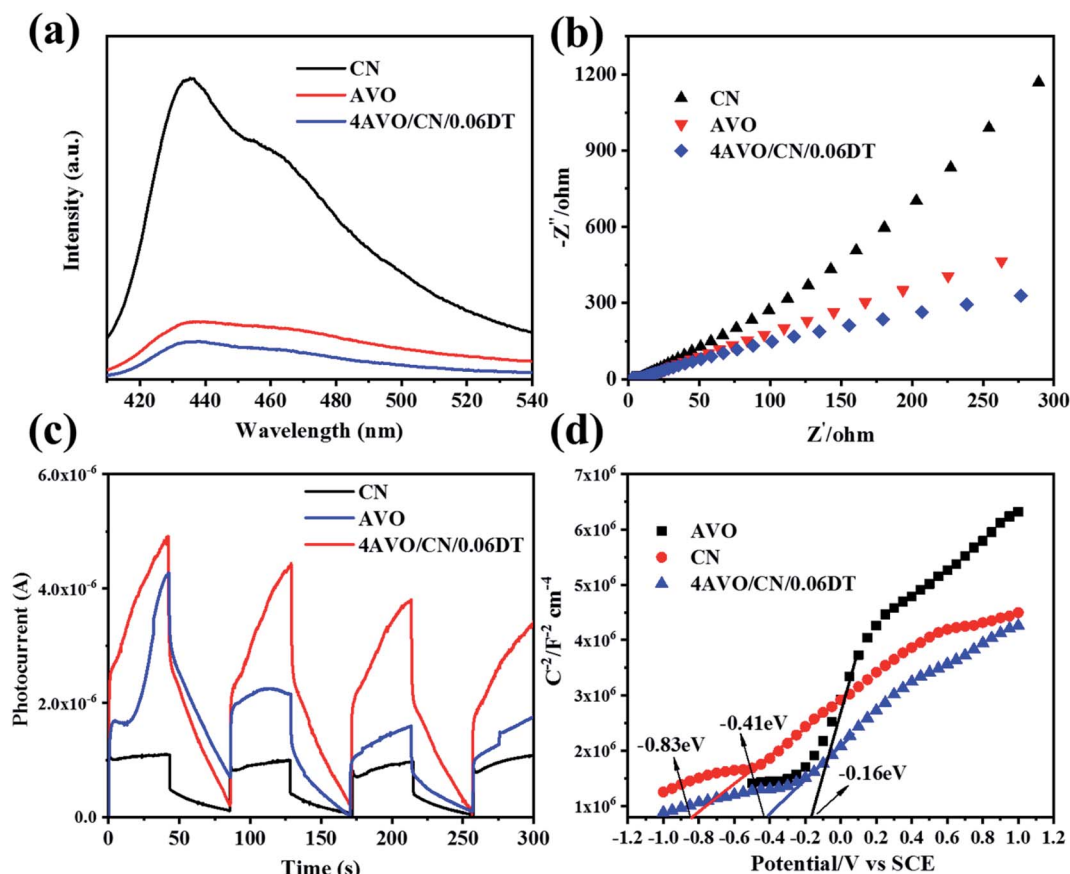 (a)
CN
AVO
4AVO/CN/0.06DT
Intensity (a.u.)
420 440 460 480 500 520 540
Wavelength (nm)
(b)
1200
900
600
300
0
CN
AVO
4AVO/CN/0.06DT
-Z''/ohm
0 50 100 150 200 250 300
Z'/ohm
(c)
6.0x10⁻⁶
4.0x10⁻⁶
2.0x10⁻⁶
0.0
CN
AVO
4AVO/CN/0.06DT
Photocurrent (A)
0 50 100 150 200 250 300
Time (s)
(d)
7x10⁶
6x10⁶
5x10⁶
4x10⁶
3x10⁶
2x10⁶
1x10⁶
AVO
CN
4AVO/CN/0.06DT
C⁻²/F⁻² cm⁻⁴
-0.83eV
-0.41eV
-0.16eV
-1.2 -1.0 -0.8 -0.6 -0.4 -0.2 0.0 0.2 0.4 0.6 0.8 1.0 1.2
Potential/V vs SCE